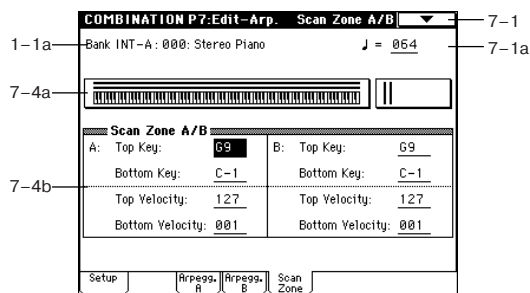 COMBINATION P7:Edit-Arp. Scan Zone A/B 7-1
1-1a Bank INT-A: 000: Stereo Piano ♩ = 064 7-1a
7-4a
Scan Zone A/B
A: Top Key: G9 B: Top Key: G9
Bottom Key: C-1 Bottom Key: C-1
7-4b
Top Velocity: 127 Top Velocity: 127
Bottom Velocity: 001 Bottom Velocity: 001
Setup Arpegg. A Arpegg. B Scan Zone